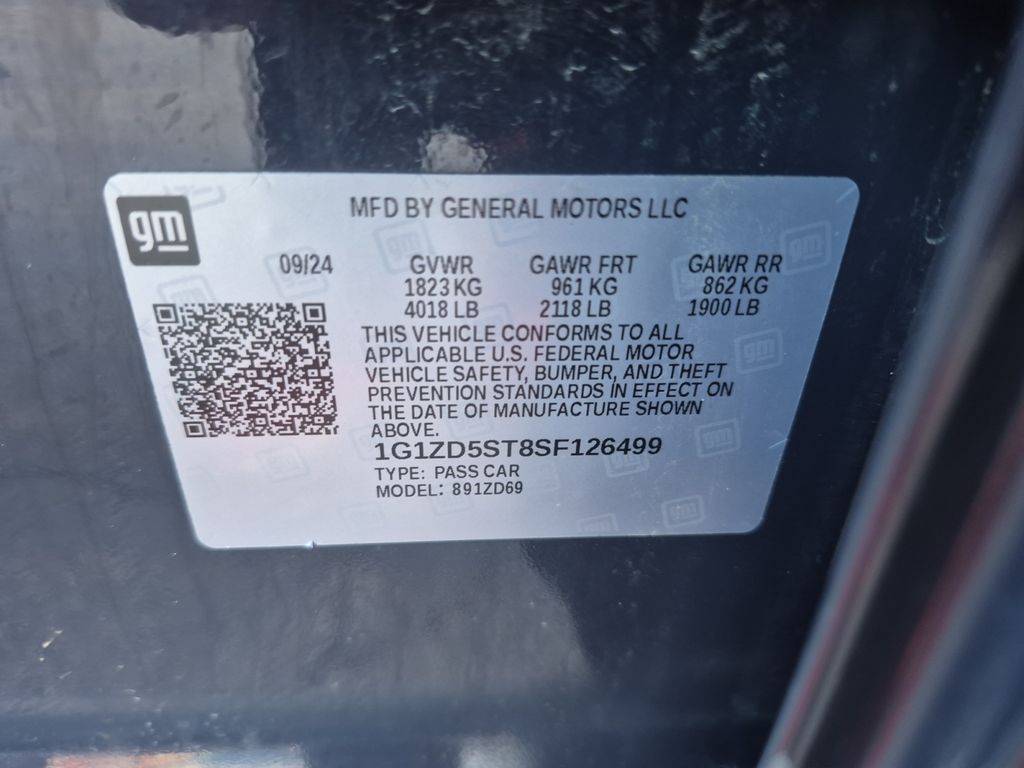 gm
MFD BY GENERAL MOTORS LLC
09/24 GVWR GAWR FRT GAWR RR
1823 KG 961 KG 862 KG
4018 LB 2118 LB 1900 LB
THIS VEHICLE CONFORMS TO ALL
APPLICABLE U.S. FEDERAL MOTOR
VEHICLE SAFETY, BUMPER, AND THEFT
PREVENTION STANDARDS IN EFFECT ON
THE DATE OF MANUFACTURE SHOWN
ABOVE.
1G1ZD5ST8SF126499
TYPE: PASS CAR
MODEL: 891ZD69